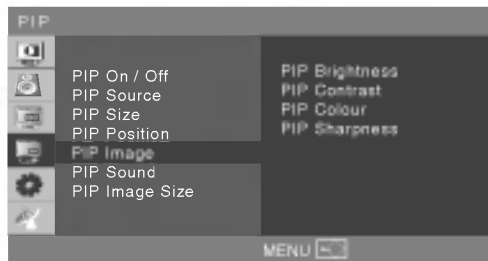 PIP
PIP On / Off
PIP Source
PIP Size
PIP Position
PIP Image
PIP Sound
PIP Image Size
PIP Brightness
PIP Contrast
PIP Colour
PIP Sharpness
MENU